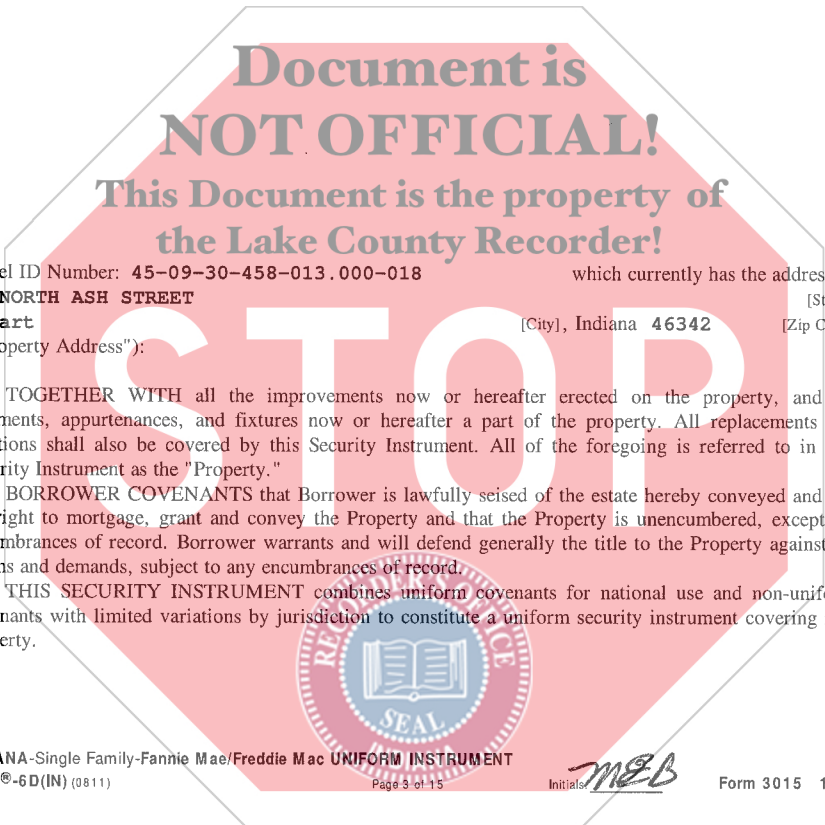 Document is
NOT OFFICIAL!
This Document is the property of
the Lake County Recorder!
el ID Number: 45-09-30-458-013.000-018 which currently has the addres
NORTH ASH STREET [St
art [City], Indiana 46342 [Zip C
operty Address"):
STOP
TOGETHER WITH all the improvements now or hereafter erected on the property, and
ments, appurtenances, and fixtures now or hereafter a part of the property. All replacements
tions shall also be covered by this Security Instrument. All of the foregoing is referred to in
rity Instrument as the "Property."
BORROWER COVENANTS that Borrower is lawfully seised of the estate hereby conveyed and
ight to mortgage, grant and convey the Property and that the Property is unencumbered, except
mbrances of record. Borrower warrants and will defend generally the title to the Property against
ns and demands, subject to any encumbrances of record.
THIS SECURITY INSTRUMENT combines uniform covenants for national use and non-unifo
nants with limited variations by jurisdiction to constitute a uniform security instrument covering
erty.
RECORDER'S OFFICE
SEAL
INDIANA
ANA-Single Family-Fannie Mae/Freddie Mac UNIFORM INSTRUMENT
®-6D(IN) (0811) Page 3 of 15 Initials: MEB Form 3015 1